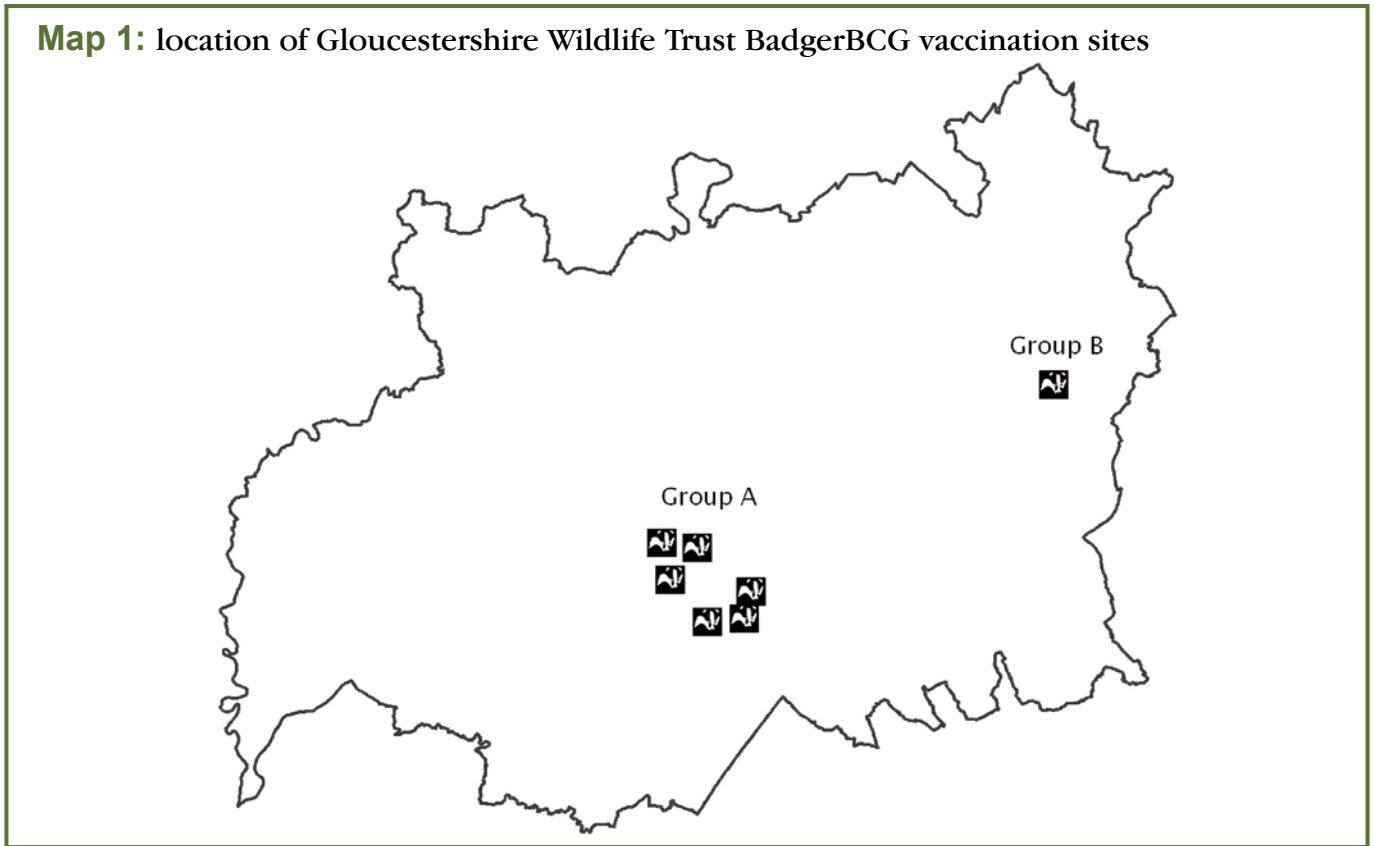 Map 1: location of Gloucestershire Wildlife Trust BadgerBCG vaccination sites
Group B
Group A